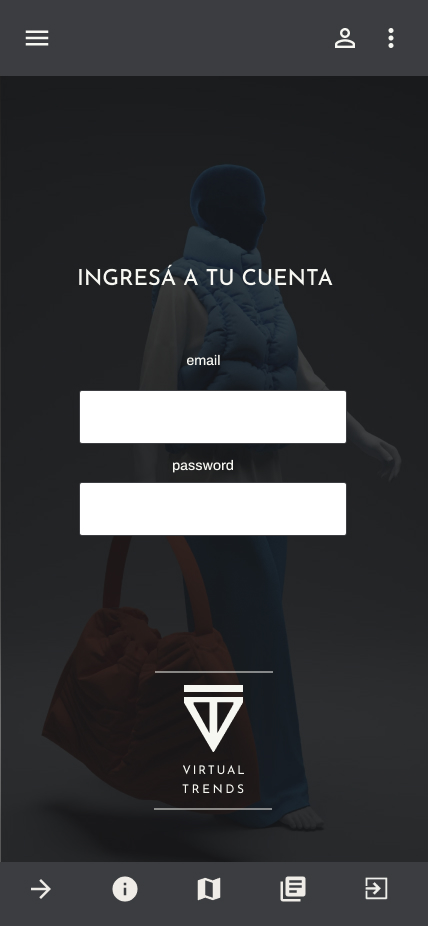 INGRESÁ A TU CUENTA
email
password
VIRTUAL
TRENDS